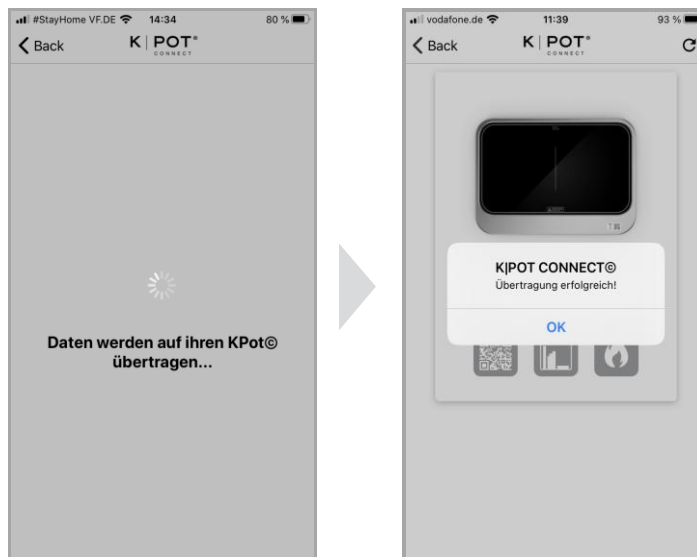 #StayHome VF.DE 14:34 80 %
Back K | POT®
CONNECT
Daten werden auf ihren KPot©
übertragen...
vodafone.de 11:39 93 %
Back K | POT®
CONNECT
K|POT CONNECT©
Übertragung erfolgreich!
OK